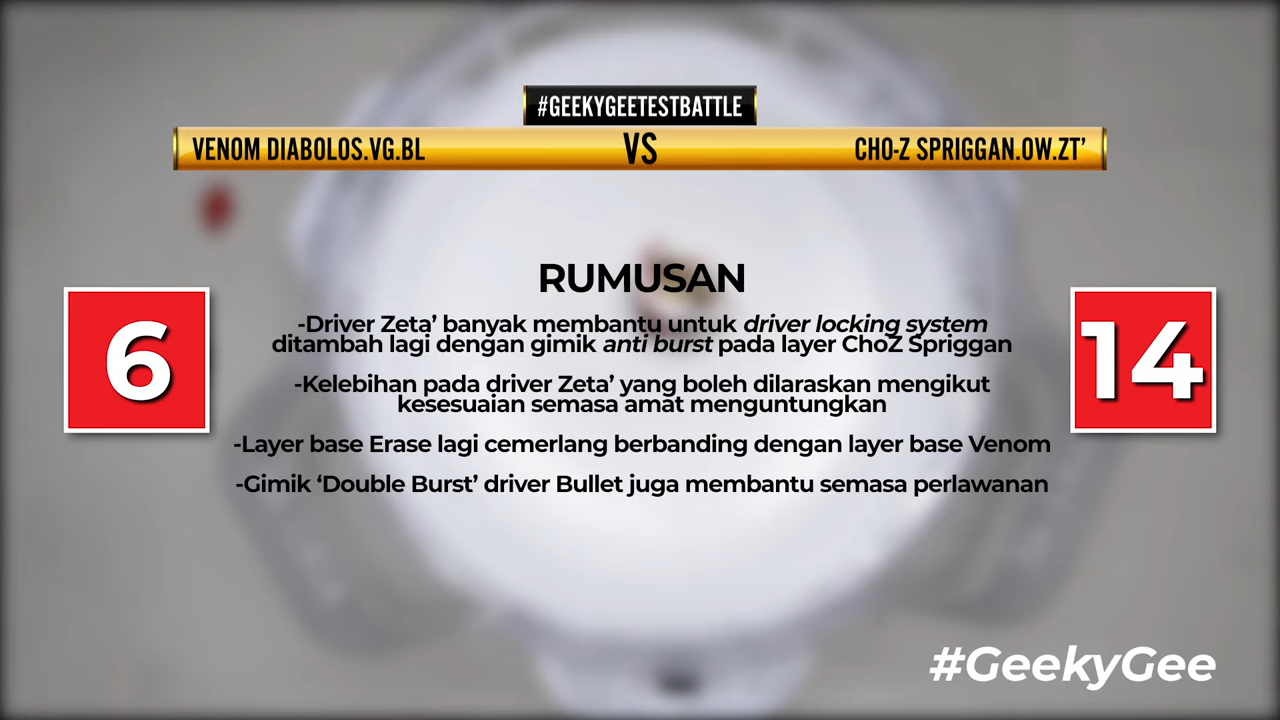 #GEEKYGEETESTBATTLE
VENOM DIABOLOS.VG.BL VS CHO-Z SPRIGGAN.0W.ZT’
RUMUSAN
6
14
-Driver Zeta’ banyak membantu untuk driver locking system
ditambah lagi dengan gimik anti burst pada layer ChoZ Spriggan
-Kelebihan pada driver Zeta’ yang boleh dilaraskan mengikut
kesesuaian semasa amat menguntungkan
-Layer base Erase lagi cemerlang berbanding dengan layer base Venom
-Gimik ‘Double Burst’ driver Bullet juga membantu semasa perlawanan
#GeekyGee